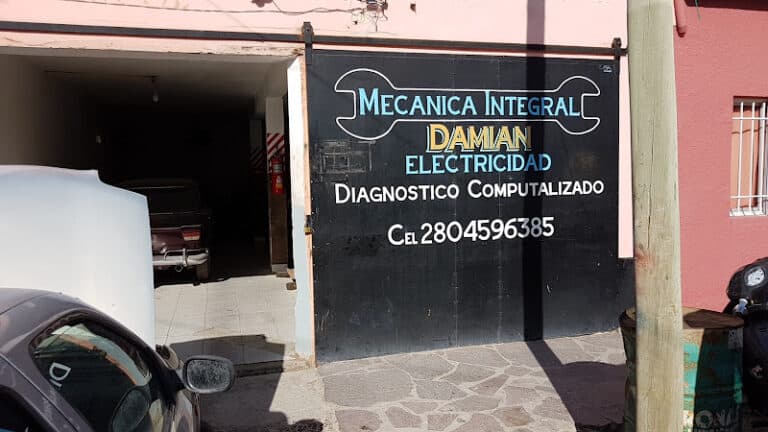 MECANICA INTEGRAL
DAMIAN
ELECTRICIDAD
DIAGNOSTICO COMPUTALIZADO
CEL 2804596385